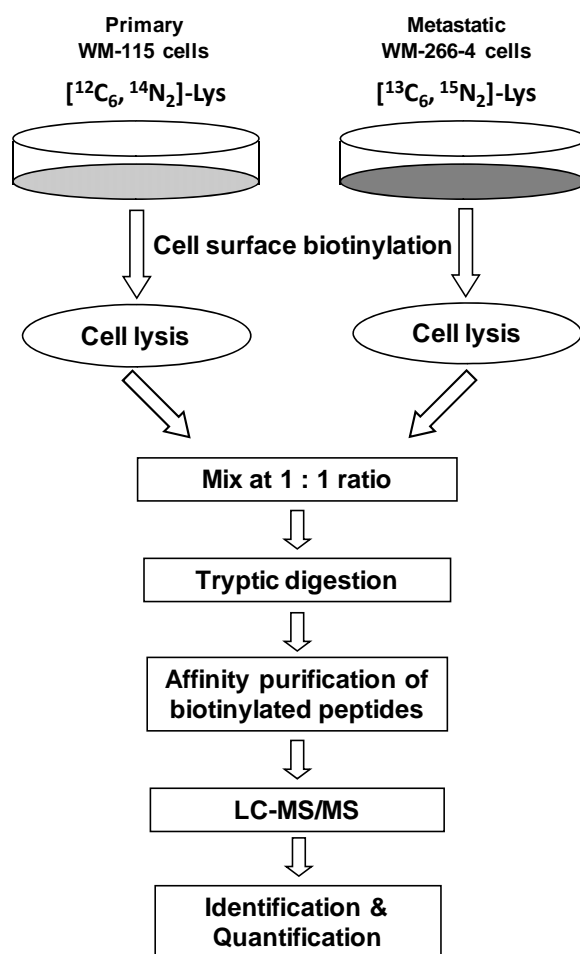 Primary
WM-115 cells
[¹²C₆, ¹⁴N₂]-Lys
Metastatic
WM-266-4 cells
[¹³C₆, ¹⁵N₂]-Lys
Cell surface biotinylation
Cell lysis
Cell lysis
Mix at 1 : 1 ratio
Tryptic digestion
Affinity purification of
biotinylated peptides
LC-MS/MS
Identification &
Quantification